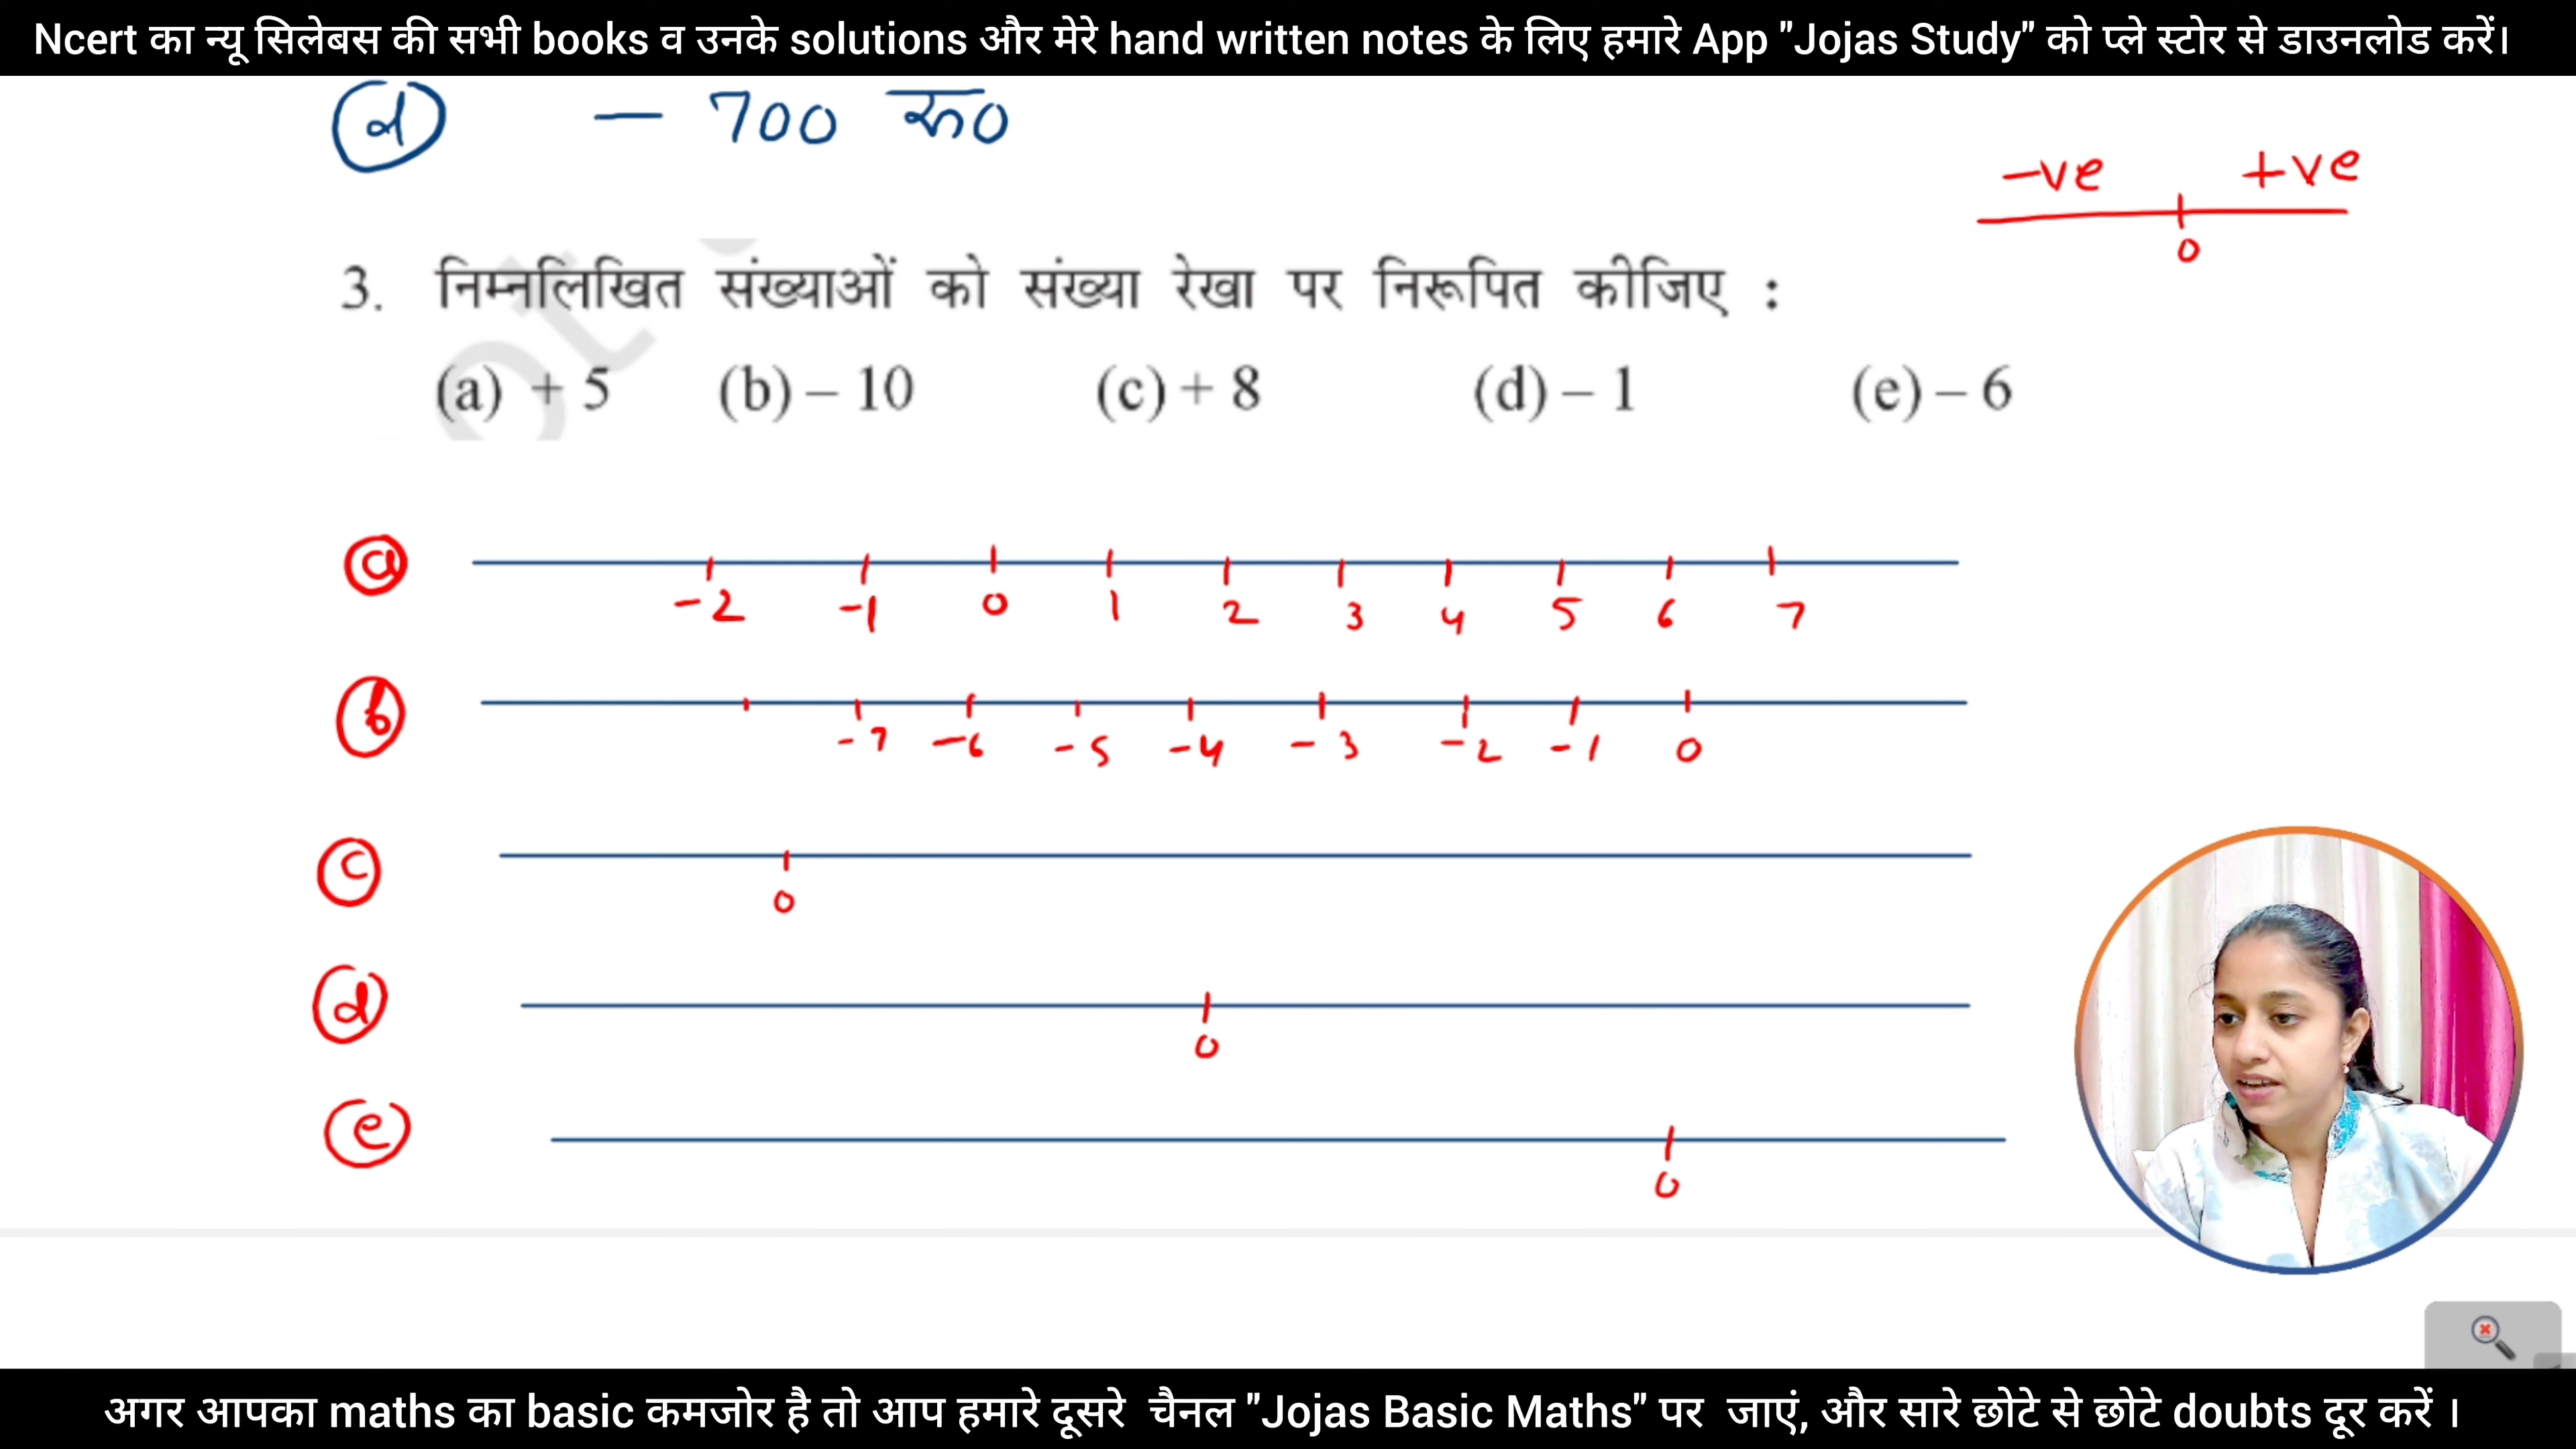 Ncert का न्यू सिलेबस की सभी books व उनके solutions और मेरे hand written notes के लिए हमारे App "Jojas Study" को प्ले स्टोर से डाउनलोड करें।
(d) – 700 रू0
-ve +ve
0
3. निम्नलिखित संख्याओं को संख्या रेखा पर निरूपित कीजिए :
(a) + 5 (b) – 10 (c) + 8 (d) – 1 (e) – 6
(a) -2 -1 0 1 2 3 4 5 6 7
(b) -7 -6 -5 -4 -3 -2 -1 0
(c) 0
(d) 0
(e) 0
अगर आपका maths का basic कमजोर है तो आप हमारे दूसरे चैनल "Jojas Basic Maths" पर जाएं, और सारे छोटे से छोटे doubts दूर करें ।